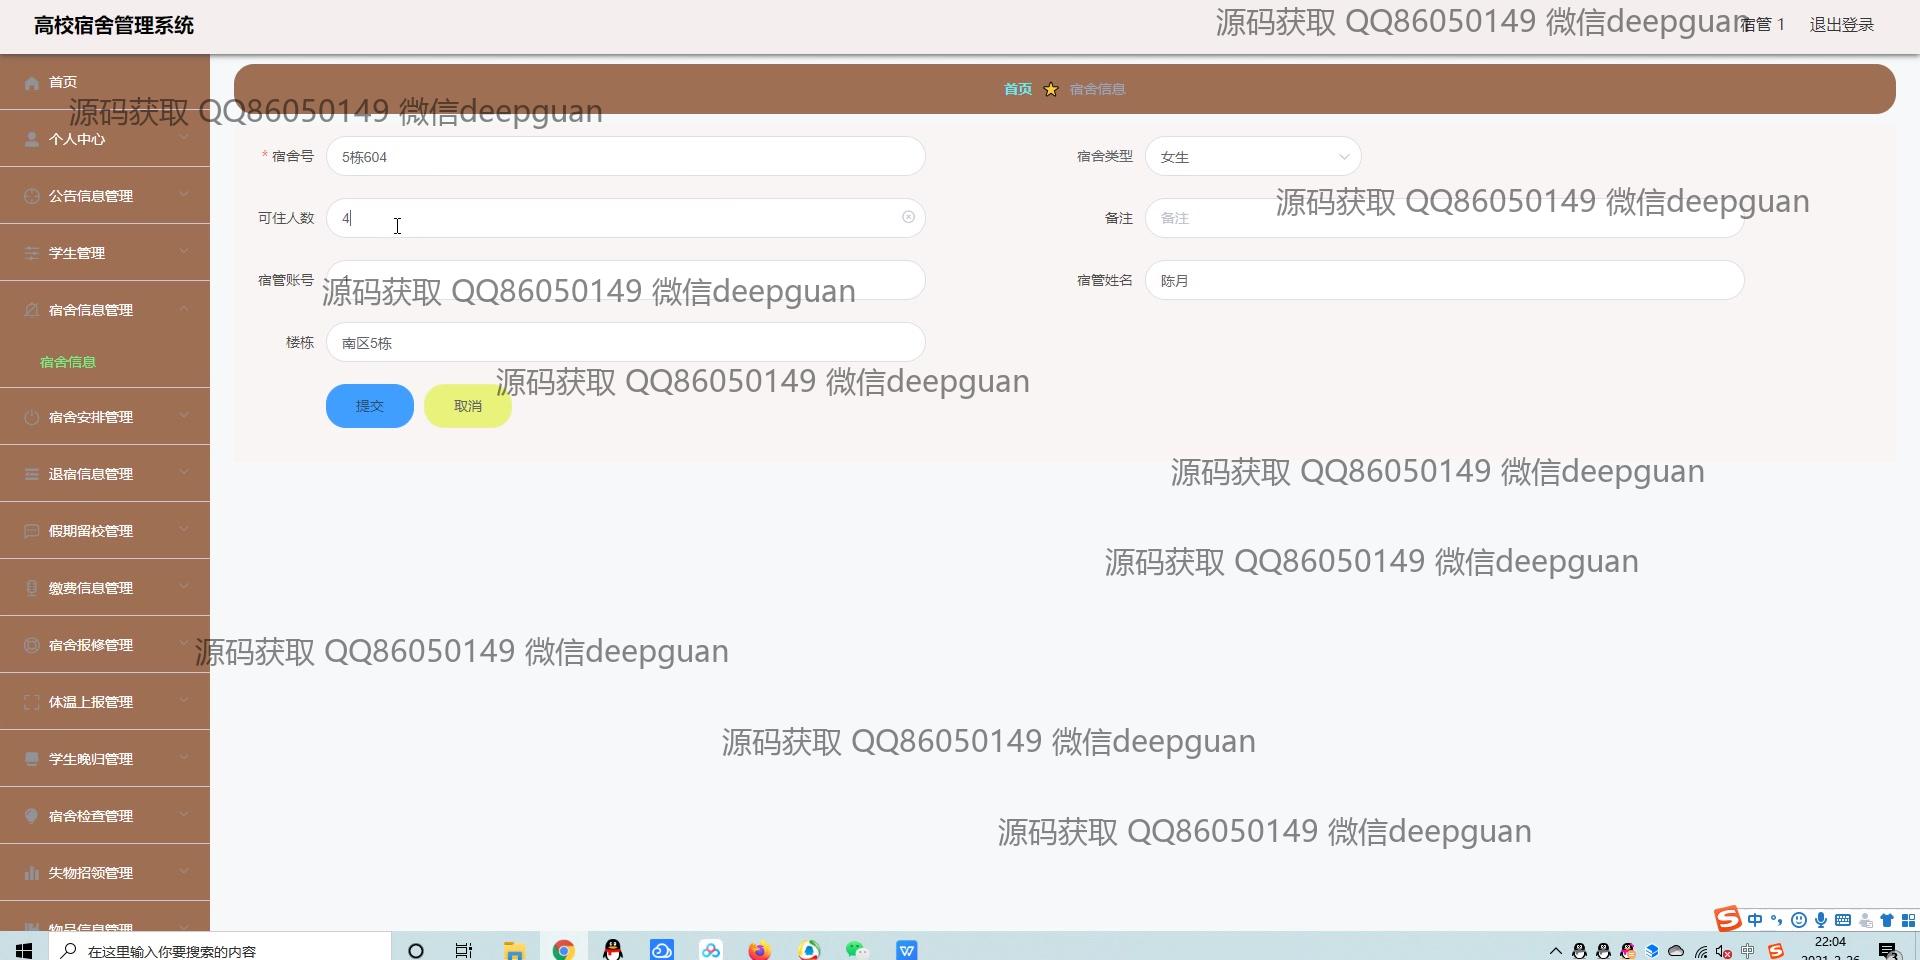 高校宿舍管理系统
源码获取 QQ86050149 微信deepguan
宿管 1
退出登录
首页
首页
宿舍信息
源码获取 QQ86050149 微信deepguan
个人中心
* 宿舍号
5栋604
宿舍类型
女生
公告信息管理
源码获取 QQ86050149 微信deepguan
可住人数
4
备注
备注
学生管理
宿管账号
源码获取 QQ86050149 微信deepguan
宿管姓名
陈月
宿舍信息管理
楼栋
南区5栋
宿舍信息
源码获取 QQ86050149 微信deepguan
提交
取消
宿舍安排管理
退宿信息管理
源码获取 QQ86050149 微信deepguan
假期留校管理
源码获取 QQ86050149 微信deepguan
缴费信息管理
宿舍报修管理
源码获取 QQ86050149 微信deepguan
体温上报管理
源码获取 QQ86050149 微信deepguan
学生晚归管理
宿舍检查管理
源码获取 QQ86050149 微信deepguan
失物招领管理
物品信息管理
中
在这里输入你要搜索的内容
中
22:04